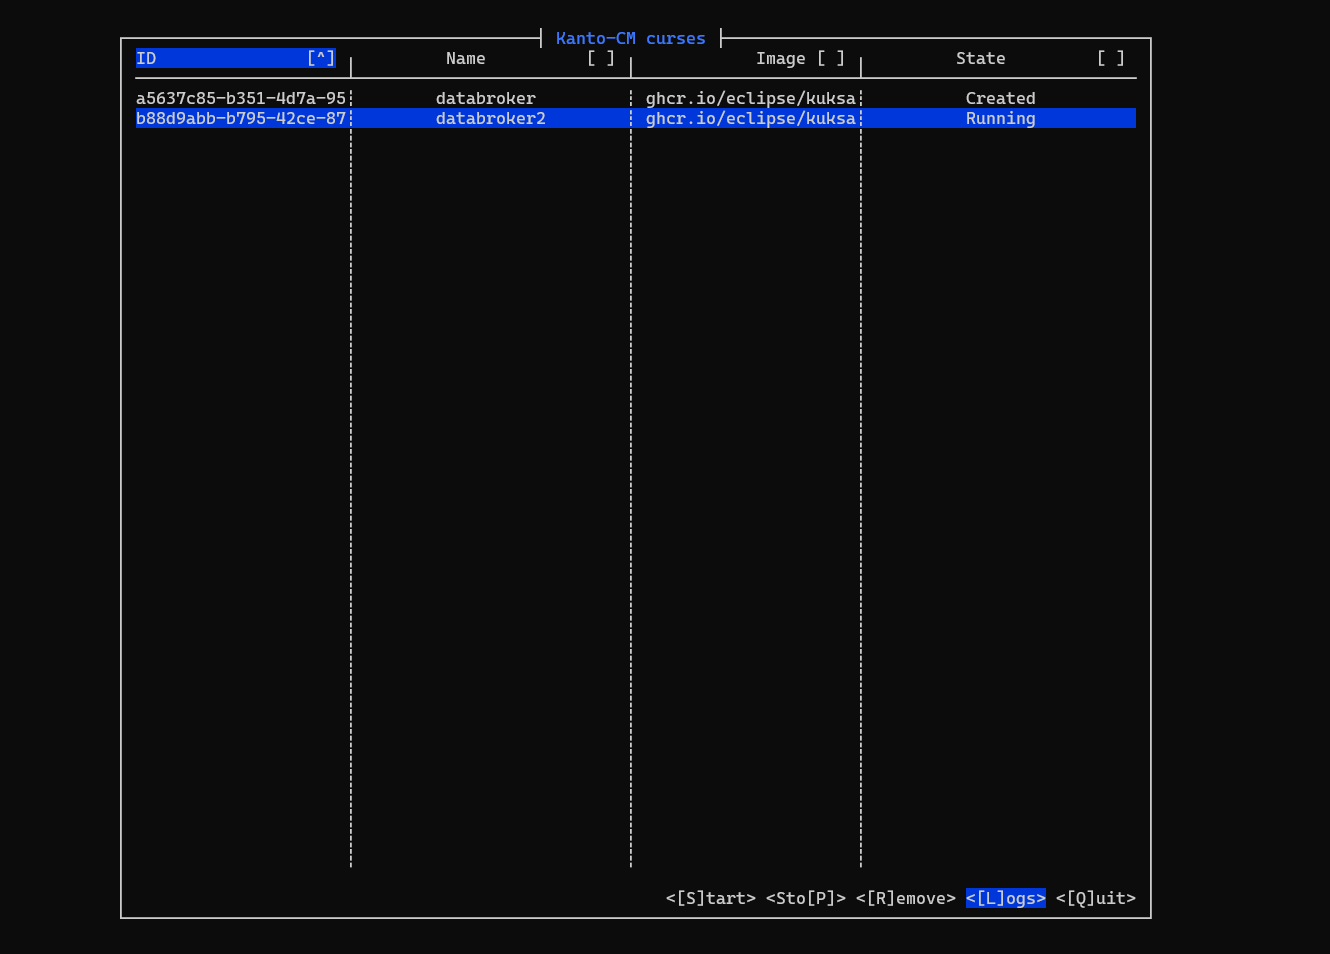 Kanto-CM curses
ID [^] Name [ ] Image [ ] State [ ]
a5637c85-b351-4d7a-95 databroker ghcr.io/eclipse/kuksa Created
b88d9abb-b795-42ce-87 databroker2 ghcr.io/eclipse/kuksa Running
<[S]tart> <Sto[P]> <[R]emove> <[L]ogs> <[Q]uit>